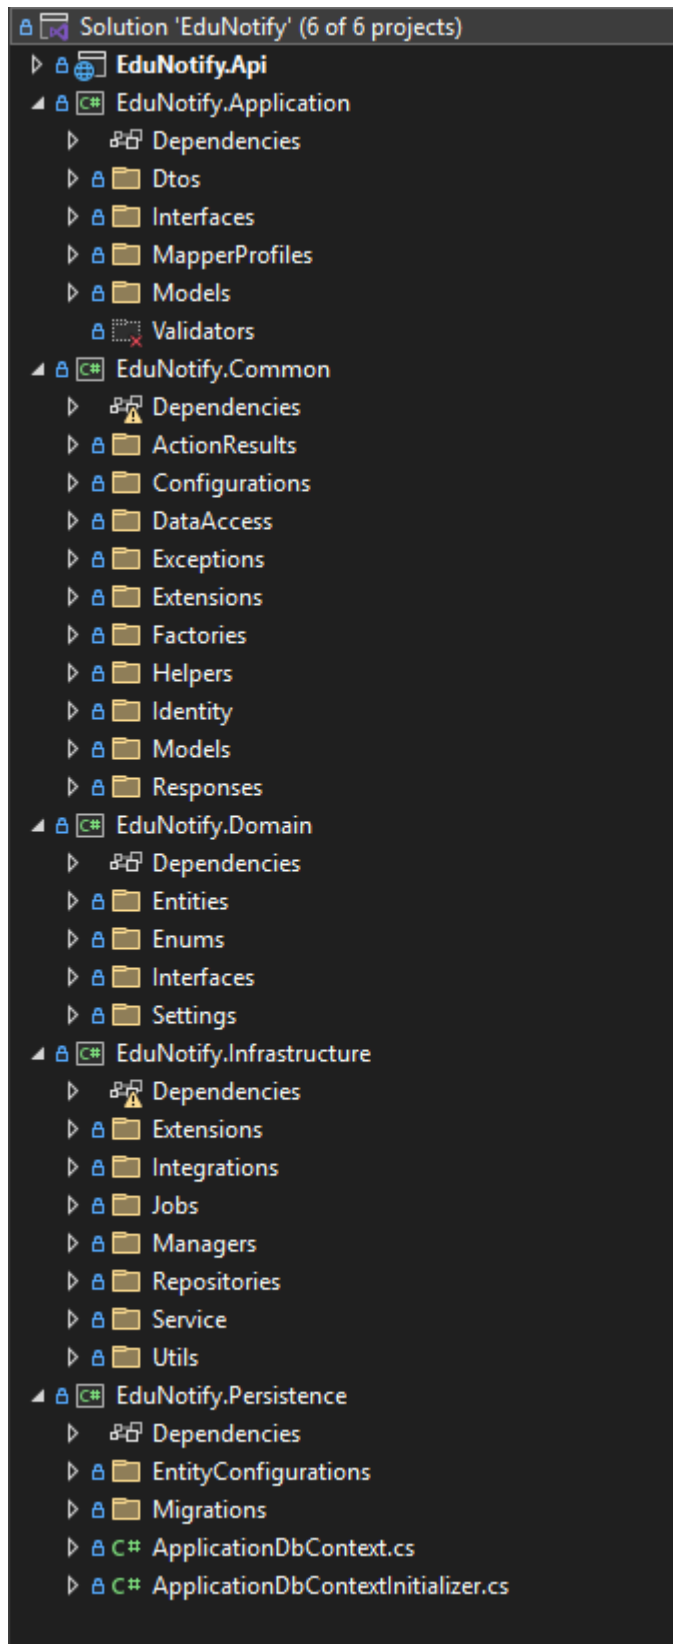 Solution 'EduNotify' (6 of 6 projects)
EduNotify.Api
C# EduNotify.Application
Dependencies
Dtos
Interfaces
MapperProfiles
Models
Validators
C# EduNotify.Common
Dependencies
ActionResults
Configurations
DataAccess
Exceptions
Extensions
Factories
Helpers
Identity
Models
Responses
C# EduNotify.Domain
Dependencies
Entities
Enums
Interfaces
Settings
C# EduNotify.Infrastructure
Dependencies
Extensions
Integrations
Jobs
Managers
Repositories
Service
Utils
C# EduNotify.Persistence
Dependencies
EntityConfigurations
Migrations
C# ApplicationDbContext.cs
C# ApplicationDbContextInitializer.cs